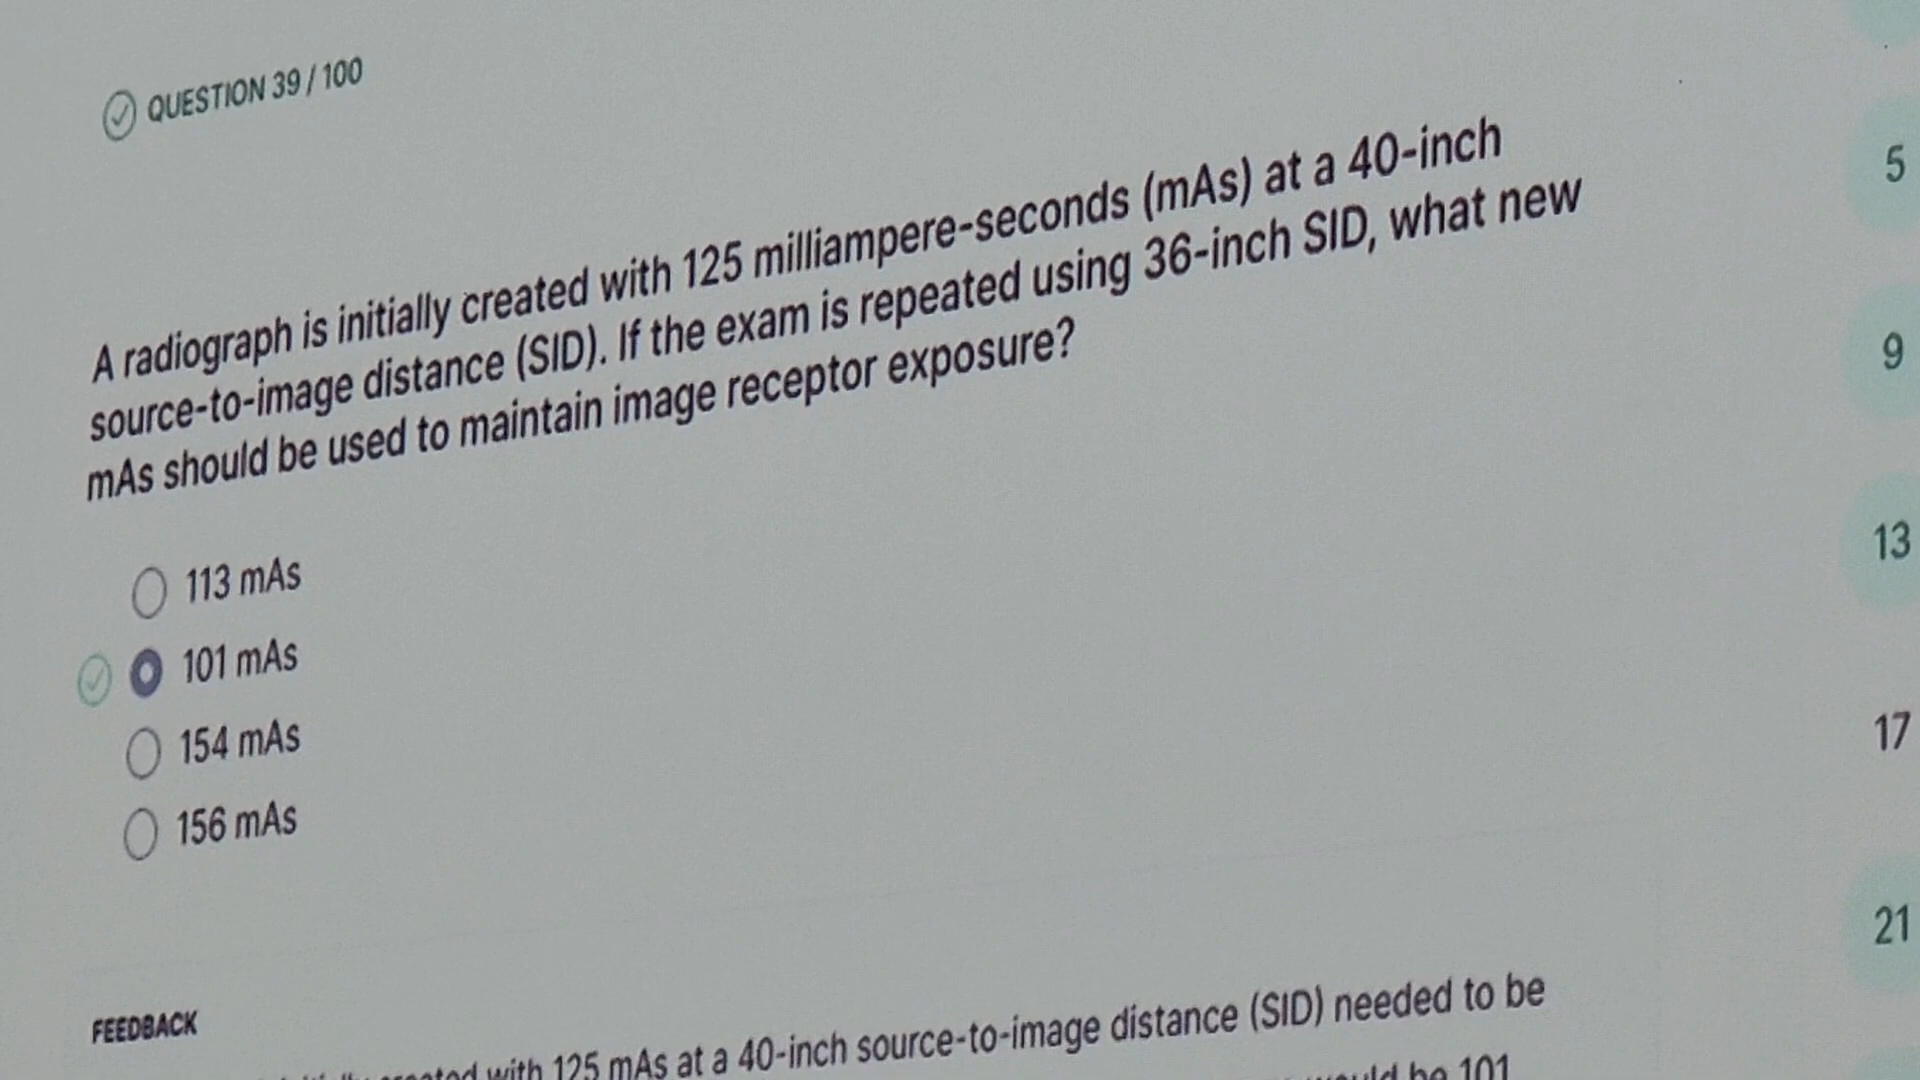 QUESTION 39 / 100
A radiograph is initially created with 125 milliampere-seconds (mAs) at a 40-inch
source-to-image distance (SID). If the exam is repeated using 36-inch SID, what new
mAs should be used to maintain image receptor exposure?
113 mAs
101 mAs
154 mAs
156 mAs
FEEDBACK
with 125 mAs at a 40-inch source-to-image distance (SID) needed to be
be 101
5
9
13
17
21